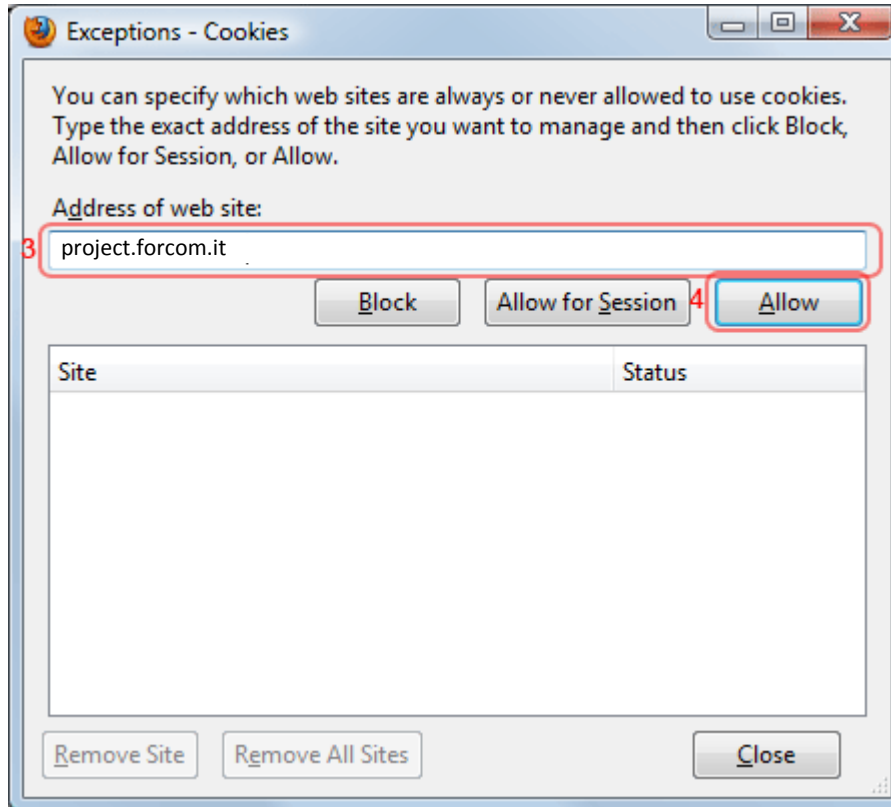 Exceptions - Cookies
You can specify which web sites are always or never allowed to use cookies.
Type the exact address of the site you want to manage and then click Block,
Allow for Session, or Allow.
Address of web site:
3 project.forcom.it
Block Allow for Session 4 Allow
Site Status
Remove Site Remove All Sites Close